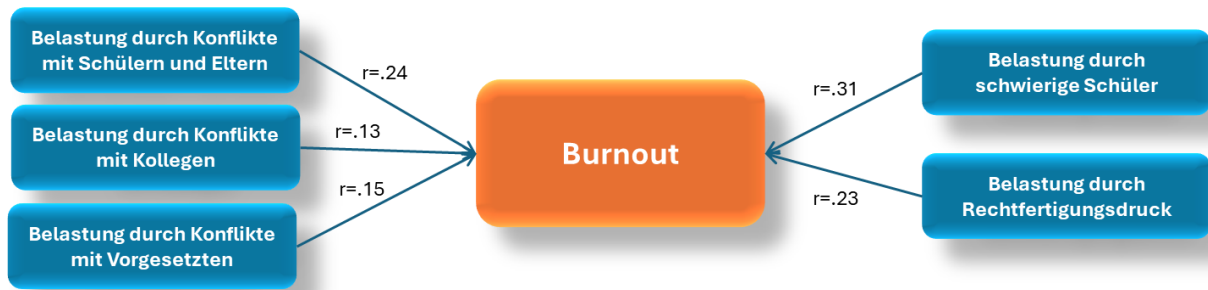 Belastung durch Konflikte
mit Schülern und Eltern
r=.24
Belastung durch Konflikte
mit Kollegen
r=.13
Belastung durch Konflikte
mit Vorgesetzten
r=.15
Burnout
Belastung durch
schwierige Schüler
r=.31
Belastung durch
Rechtfertigungsdruck
r=.23